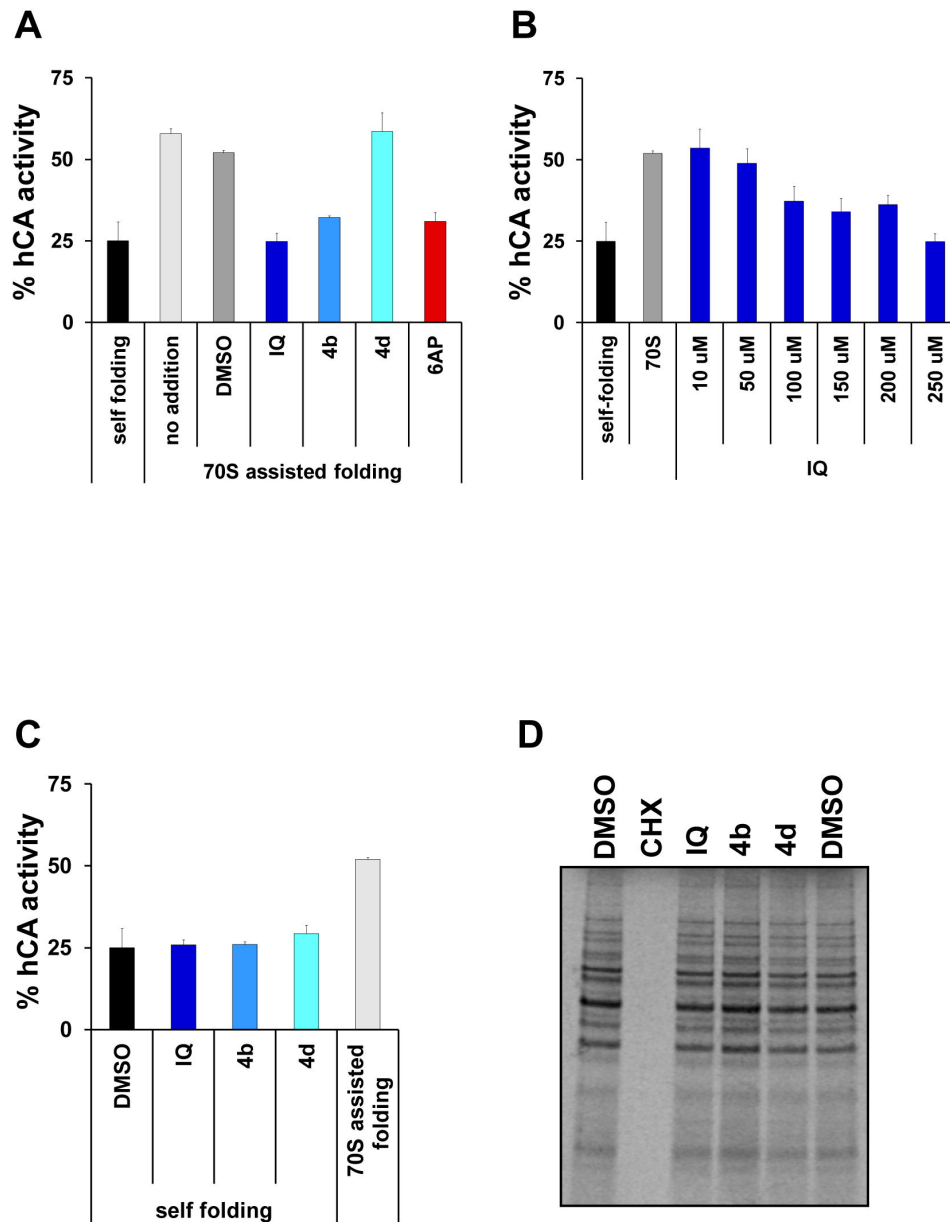 A
% hCA activity
75
50
25
0
self folding
no addition
DMSO
IQ
4b
4d
6AP
70S assisted folding
B
% hCA activity
75
50
25
0
self-folding
70S
10 uM
50 uM
100 uM
150 uM
200 uM
250 uM
IQ
C
% hCA activity
75
50
25
0
DMSO
IQ
4b
4d
70S assisted
folding
self folding
D
DMSO
CHX
IQ
4b
4d
DMSO